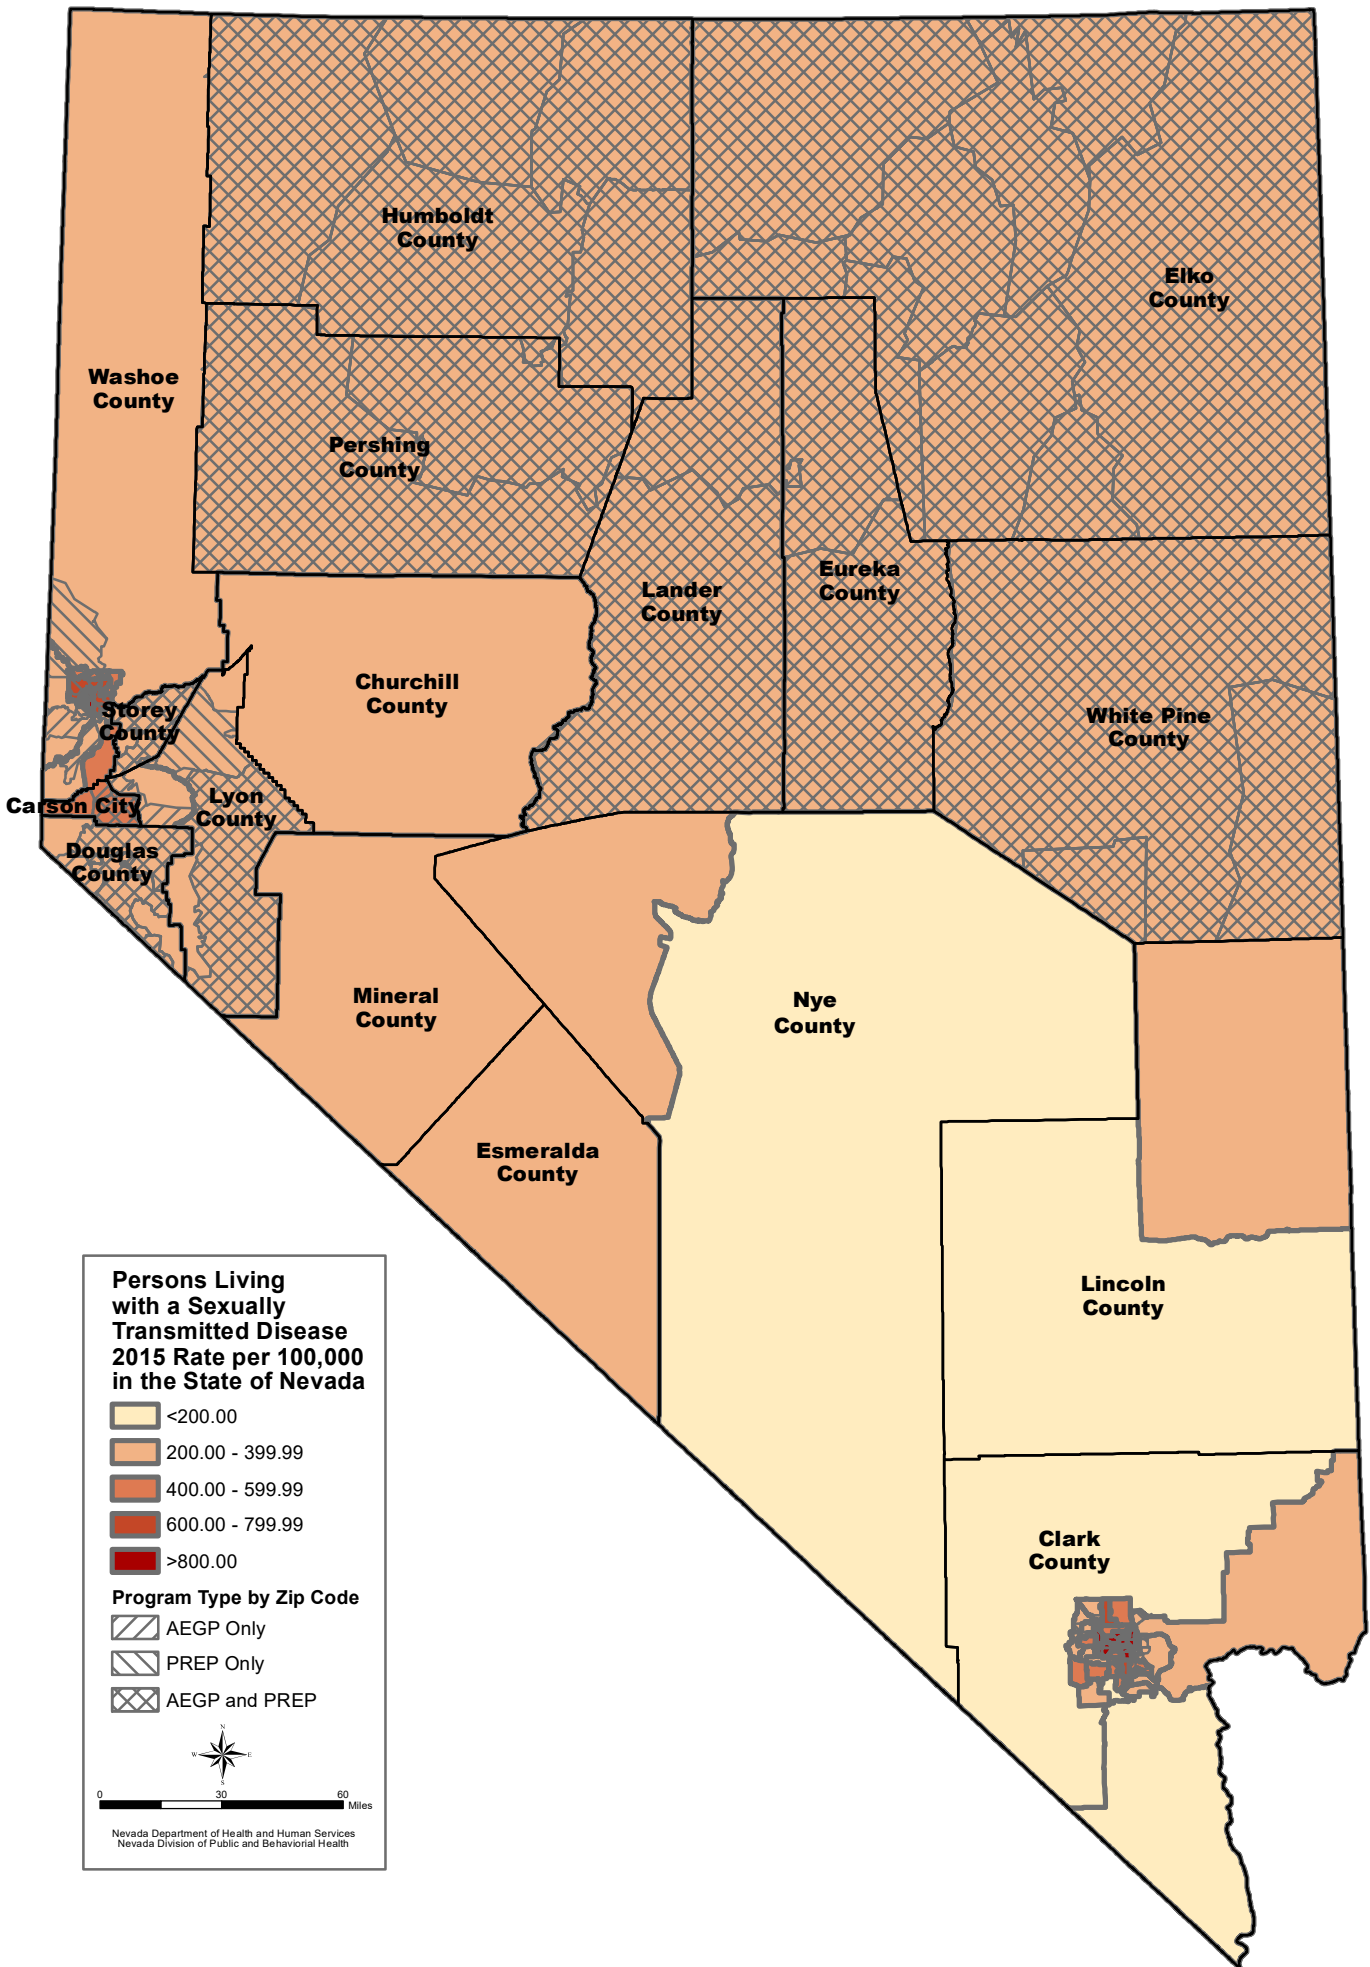 Humboldt
County
Elko
County
Washoe
County
Pershing
County
Lander
County
Eureka
County
Churchill
County
Storey
County
White Pine
County
Carson City
Lyon
County
Douglas
County
Mineral
County
Nye
County
Esmeralda
County
Lincoln
County
Clark
County
Persons Living
with a Sexually
Transmitted Disease
2015 Rate per 100,000
in the State of Nevada
<200.00
200.00 - 399.99
400.00 - 599.99
600.00 - 799.99
>800.00
Program Type by Zip Code
AEGP Only
PREP Only
AEGP and PREP
N
W E
S
0 30 60
Miles
Nevada Department of Health and Human Services
Nevada Division of Public and Behaviorial Health